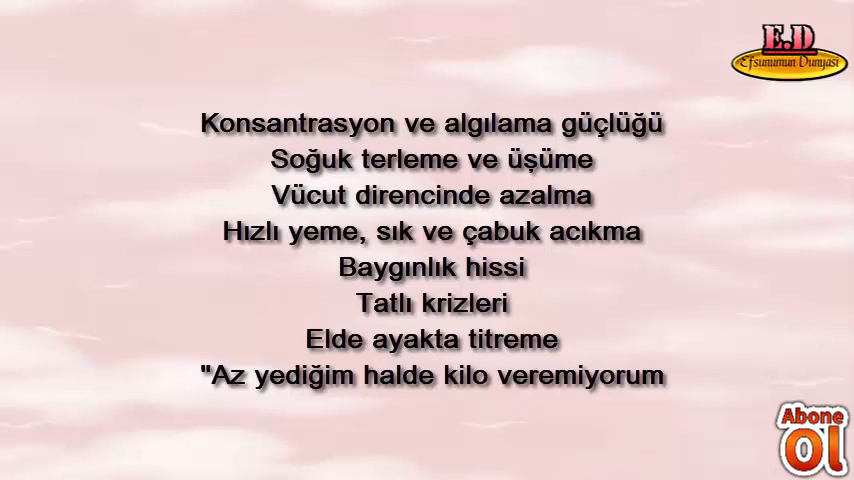 E.D
Efsunumun Dünyası
Konsantrasyon ve algılama güçlüğü
Soğuk terleme ve üşüme
Vücut direncinde azalma
Hızlı yeme, sık ve çabuk acıkma
Baygınlık hissi
Tatlı krizleri
Elde ayakta titreme
"Az yediğim halde kilo veremiyorum
Abone
ol